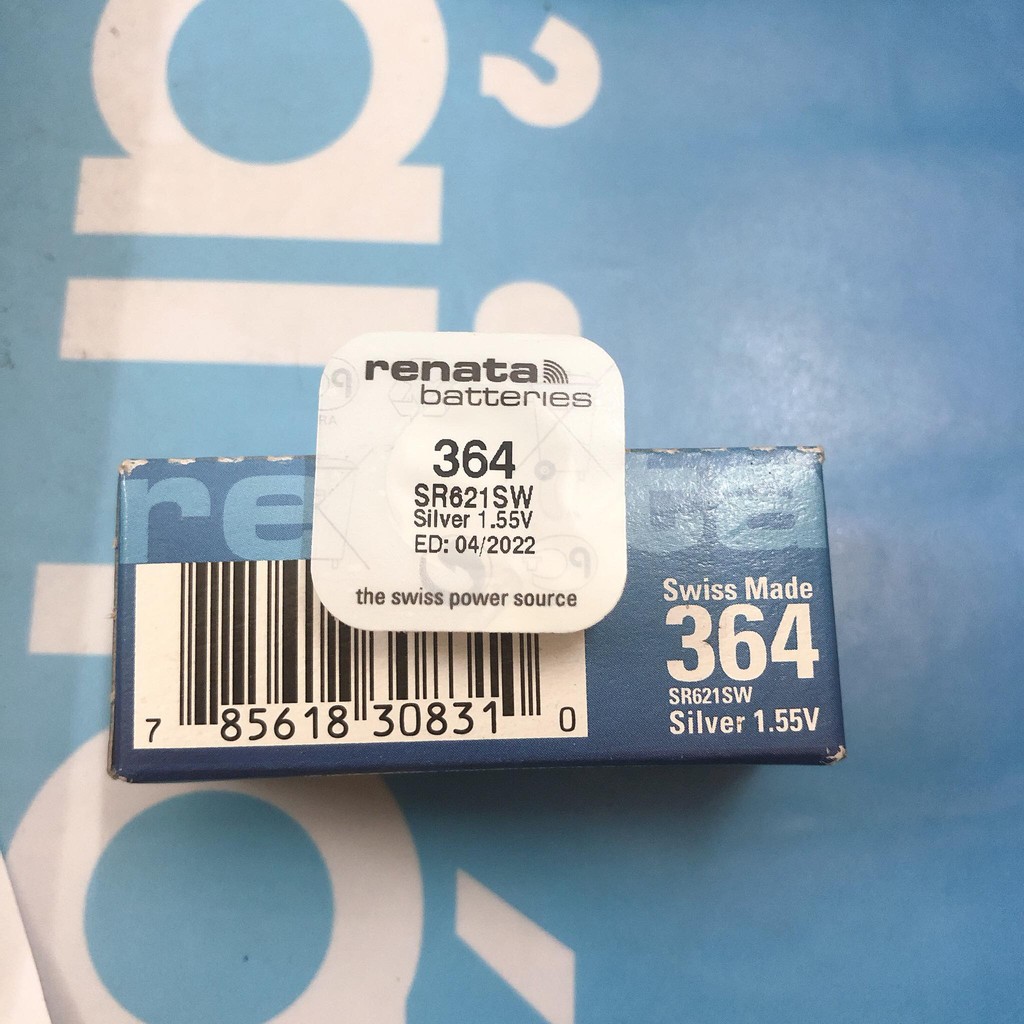 renata
batteries
364
SR621SW
Silver 1.55V
ED: 04/2022
the swiss power source
Swiss Made
364
SR621SW
Silver 1.55V
7 85618 30831 0